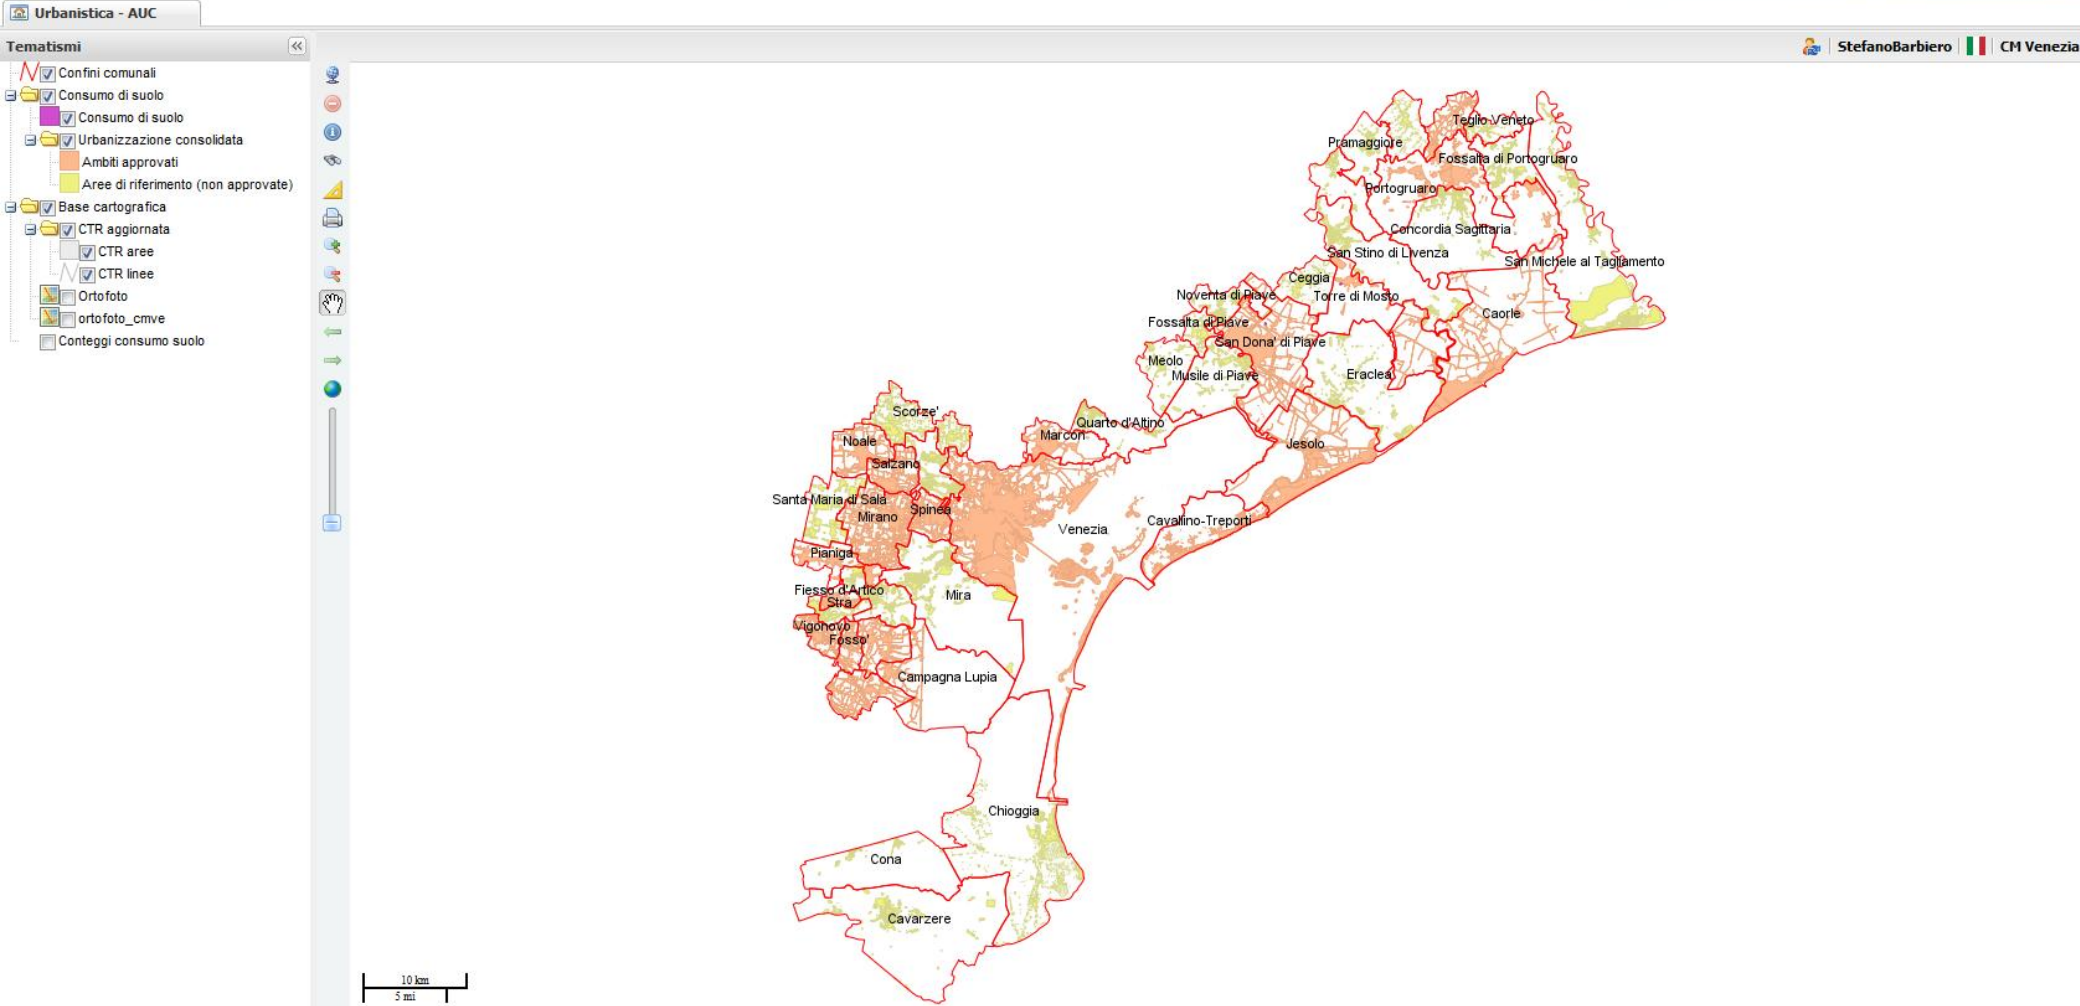 Urbanistica - AUC
Tematismi
StefanoBarbiero
CM Venezia
Confini comunali
Consumo di suolo
Consumo di suolo
Urbanizzazione consolidata
Ambiti approvati
Aree di riferimento (non approvate)
Base cartografica
CTR aggiornata
CTR aree
CTR linee
Ortofoto
ortofoto_cmve
Conteggi consumo suolo
Teglio Veneto
Pramaggiore
Fossalta di Portogruaro
Portogruaro
Concordia Sagittaria
San Stino di Livenza
San Michele al Tagliamento
Ceggia
Noventa di Piave
Torre di Mosto
Caorle
Fossalta di Piave
San Dona' di Piave
Meolo
Musile di Piave
Eraclea
Scorze'
Quarto d'Altino
Marcon
Noale
Jesolo
Salzano
Santa Maria di Sala
Spinea
Mirano
Cavallino-Treporti
Venezia
Pianiga
Fiesso d'Artico
Mira
Stra
Vigonovo
Fosso'
Campagna Lupia
Chioggia
Cona
Cavarzere
10 km
5 mi